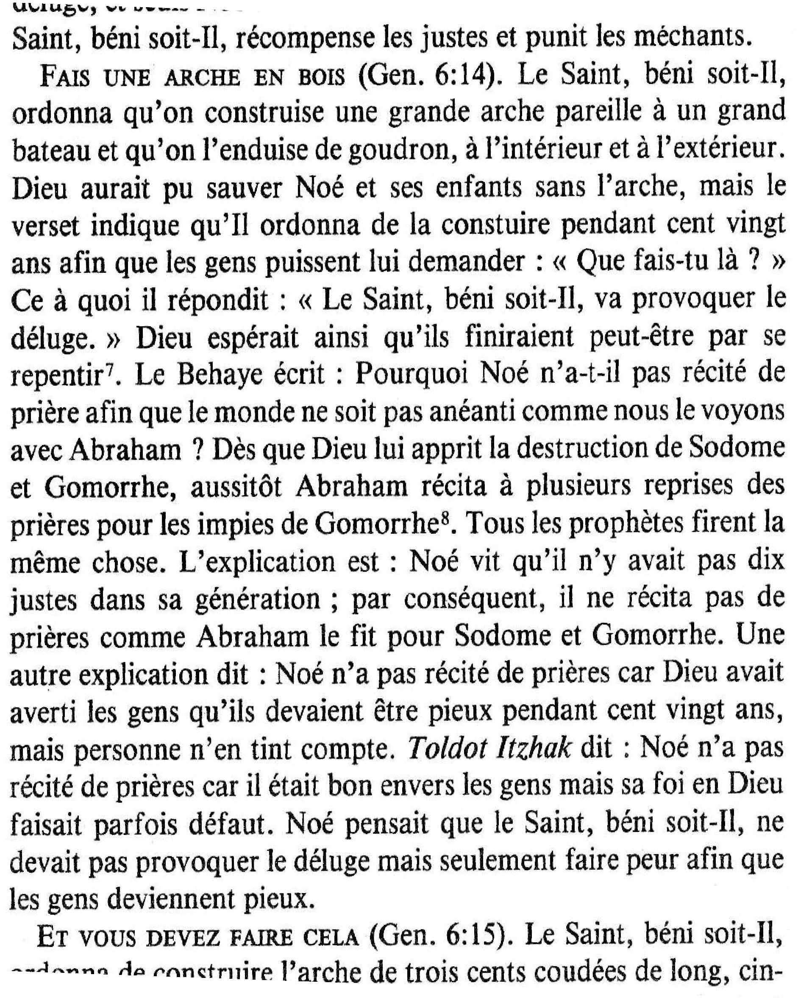 déluge, et
Saint, béni soit-Il, récompense les justes et punit les méchants.
FAIS UNE ARCHE EN BOIS (Gen. 6:14). Le Saint, béni soit-Il,
ordonna qu'on construise une grande arche pareille à un grand
bateau et qu'on l'enduise de goudron, à l'intérieur et à l'extérieur.
Dieu aurait pu sauver Noé et ses enfants sans l'arche, mais le
verset indique qu'Il ordonna de la constuire pendant cent vingt
ans afin que les gens puissent lui demander : « Que fais-tu là ? »
Ce à quoi il répondit : « Le Saint, béni soit-Il, va provoquer le
déluge. » Dieu espérait ainsi qu'ils finiraient peut-être par se
repentir⁷. Le Behaye écrit : Pourquoi Noé n'a-t-il pas récité de
prière afin que le monde ne soit pas anéanti comme nous le voyons
avec Abraham ? Dès que Dieu lui apprit la destruction de Sodome
et Gomorrhe, aussitôt Abraham récita à plusieurs reprises des
prières pour les impies de Gomorrhe⁸. Tous les prophètes firent la
même chose. L'explication est : Noé vit qu'il n'y avait pas dix
justes dans sa génération ; par conséquent, il ne récita pas de
prières comme Abraham le fit pour Sodome et Gomorrhe. Une
autre explication dit : Noé n'a pas récité de prières car Dieu avait
averti les gens qu'ils devaient être pieux pendant cent vingt ans,
mais personne n'en tint compte. Toldot Itzhak dit : Noé n'a pas
récité de prières car il était bon envers les gens mais sa foi en Dieu
faisait parfois défaut. Noé pensait que le Saint, béni soit-Il, ne
devait pas provoquer le déluge mais seulement faire peur afin que
les gens deviennent pieux.
ET VOUS DEVEZ FAIRE CELA (Gen. 6:15). Le Saint, béni soit-Il,
ordonna de construire l'arche de trois cents coudées de long, cin-